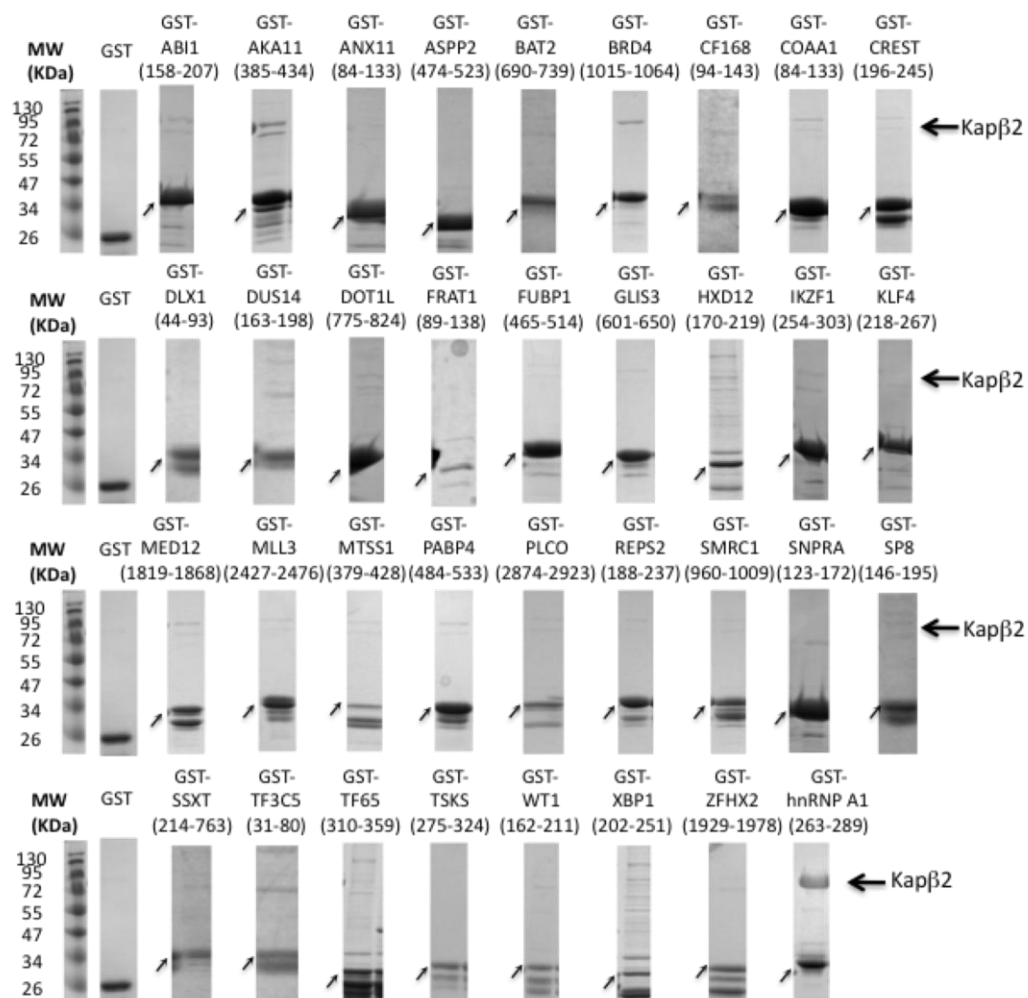 GST- GST- GST- GST- GST- GST- GST- GST- GST-
MW GST ABI1 AKA11 ANX11 ASPP2 BAT2 BRD4 CF168 COAA1 CREST
(KDa) (158-207) (385-434) (84-133) (474-523) (690-739) (1015-1064) (94-143) (84-133) (196-245)
130
95 Kapβ2
72
55
47
34
26
GST- GST- GST- GST- GST- GST- GST- GST- GST-
MW GST DLX1 DUS14 DOT1L FRAT1 FUBP1 GLIS3 HXD12 IKZF1 KLF4
(KDa) (44-93) (163-198) (775-824) (89-138) (465-514) (601-650) (170-219) (254-303) (218-267)
130
95 Kapβ2
72
55
47
34
26
GST- GST- GST- GST- GST- GST- GST- GST- GST-
MW GST MED12 MLL3 MTSS1 PABP4 PLCO REPS2 SMRC1 SNPRA SP8
(KDa) (1819-1868) (2427-2476) (379-428) (484-533) (2874-2923) (188-237) (960-1009) (123-172) (146-195)
130
95 Kapβ2
72
55
47
34
26
GST- GST- GST- GST- GST- GST- GST- GST-
MW GST SSXT TF3C5 TF65 TSKS WT1 XBP1 ZFHX2 hnRNP A1
(KDa) (214-763) (31-80) (310-359) (275-324) (162-211) (202-251) (1929-1978) (263-289)
130
95 Kapβ2
72
55
47
34
26